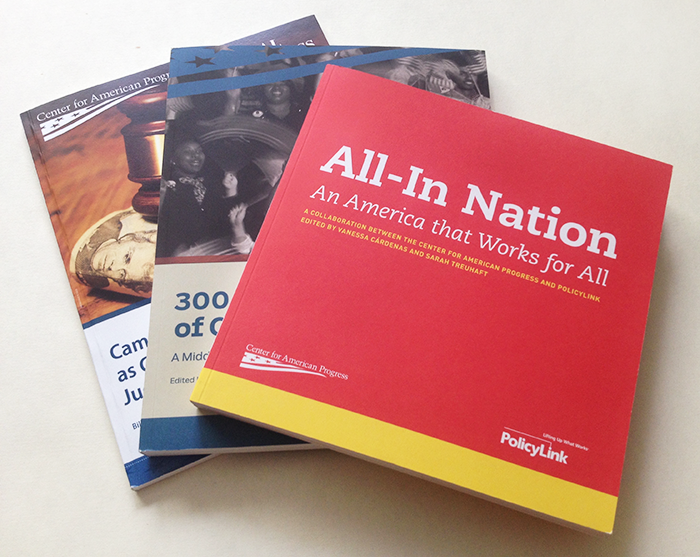 Center for American Progress
Cam
as
Ju
300
of C
A Midd
Edited
All-In Nation
An America that Works for All
A COLLABORATION BETWEEN THE CENTER FOR AMERICAN PROGRESS AND POLICYLINK
EDITED BY VANESSA CÁRDENAS AND SARAH TREUHAFT
Center for American Progress
Lifting Up What Works
PolicyLink